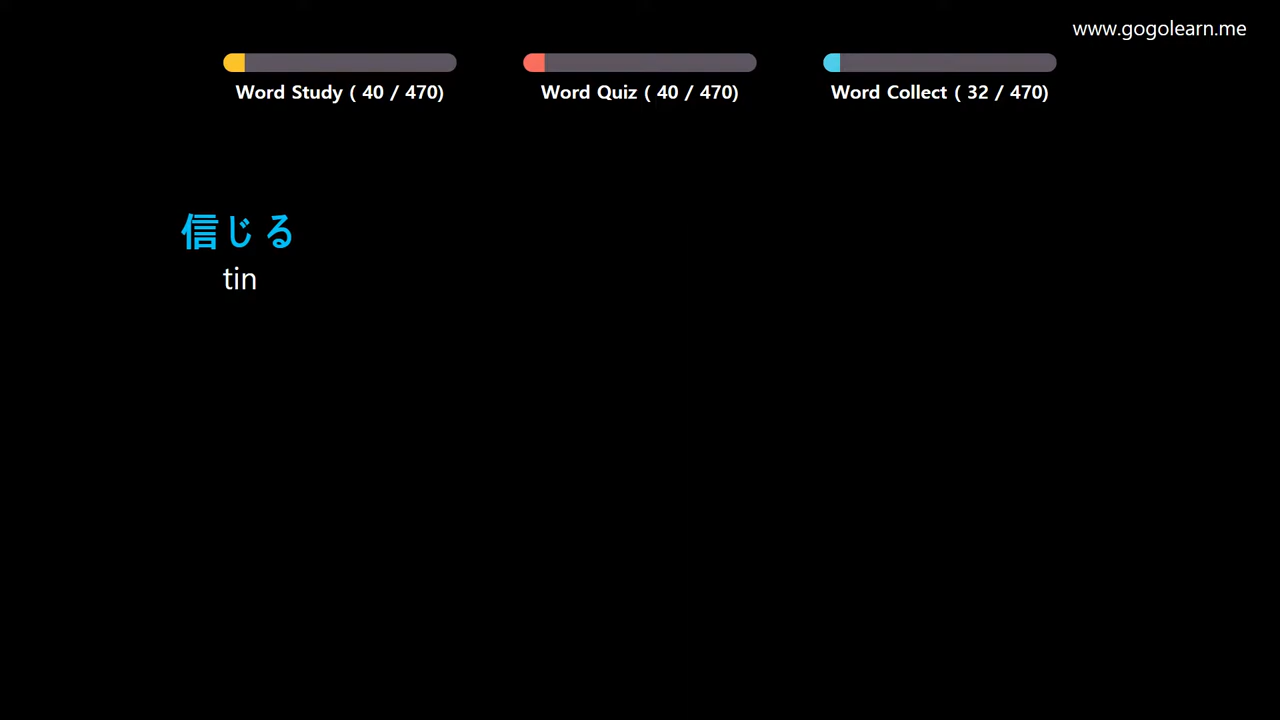 www.gogolearn.me
Word Study ( 40 / 470)
Word Quiz ( 40 / 470)
Word Collect ( 32 / 470)
信じる
tin